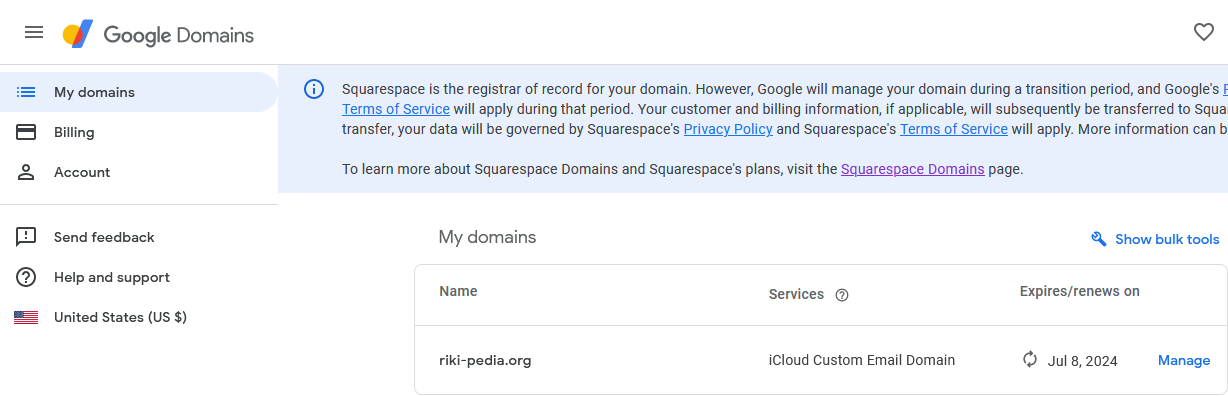 Google Domains
My domains
Billing
Account
Send feedback
Help and support
United States (US $)
Squarespace is the registrar of record for your domain. However, Google will manage your domain during a transition period, and Google's
Terms of Service will apply during that period. Your customer and billing information, if applicable, will subsequently be transferred to Squa
transfer, your data will be governed by Squarespace's Privacy Policy and Squarespace's Terms of Service will apply. More information can b
To learn more about Squarespace Domains and Squarespace's plans, visit the Squarespace Domains page.
My domains
Show bulk tools
Name Services Expires/renews on
riki-pedia.org iCloud Custom Email Domain Jul 8, 2024 Manage